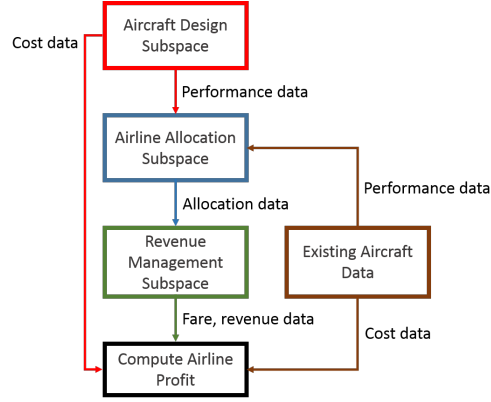 Aircraft Design
Subspace
Cost data
Performance data
Airline Allocation
Subspace
Performance data
Allocation data
Revenue
Management
Subspace
Existing Aircraft
Data
Fare, revenue data
Cost data
Compute Airline
Profit